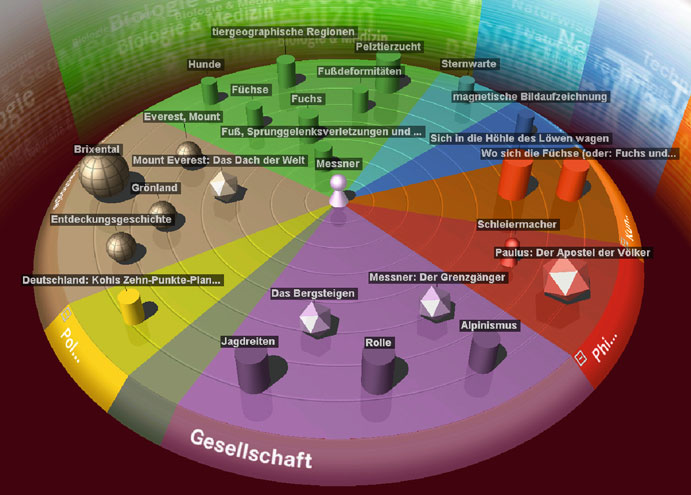 Biologie & Medizin
Biologie & Medizin
Biologie
tiergeographische Regionen
Pelztierzucht
Hunde
Fußdeformitäten
Sternwarte
Füchse
Fuchs
magnetische Bildaufzeichnung
Everest, Mount
Fuß, Sprunggelenksverletzungen und ...
Sich in die Höhle des Löwen wagen
Brixental
Mount Everest: Das Dach der Welt
Messner
Wo sich die Füchse (oder: Fuchs und...
Grönland
Entdeckungsgeschichte
Schleiermacher
Paulus: Der Apostel der Völker
Deutschland: Kohls Zehn-Punkte-Plan...
Messner: Der Grenzgänger
Das Bergsteigen
Alpinismus
Jagdreiten
Rolle
Pol...
Phi...
Gesellschaft